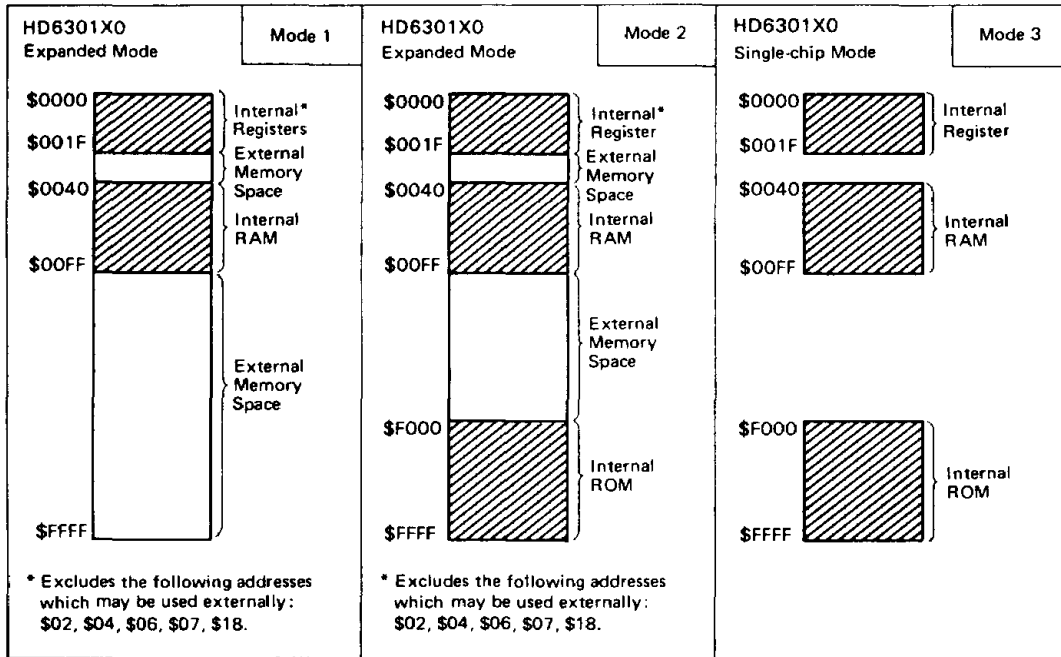 HD6301X0
Expanded Mode
Mode 1
$0000
$001F
$0040
$00FF
$FFFF
Internal*
Registers
External
Memory
Space
Internal
RAM
External
Memory
Space
* Excludes the following addresses
which may be used externally:
$02, $04, $06, $07, $18.
HD6301X0
Expanded Mode
Mode 2
$0000
$001F
$0040
$00FF
$F000
$FFFF
Internal*
Register
External
Memory
Space
Internal
RAM
External
Memory
Space
Internal
ROM
* Excludes the following addresses
which may be used externally:
$02, $04, $06, $07, $18.
HD6301X0
Single-chip Mode
Mode 3
$0000
$001F
$0040
$00FF
$F000
$FFFF
Internal
Register
Internal
RAM
Internal
ROM